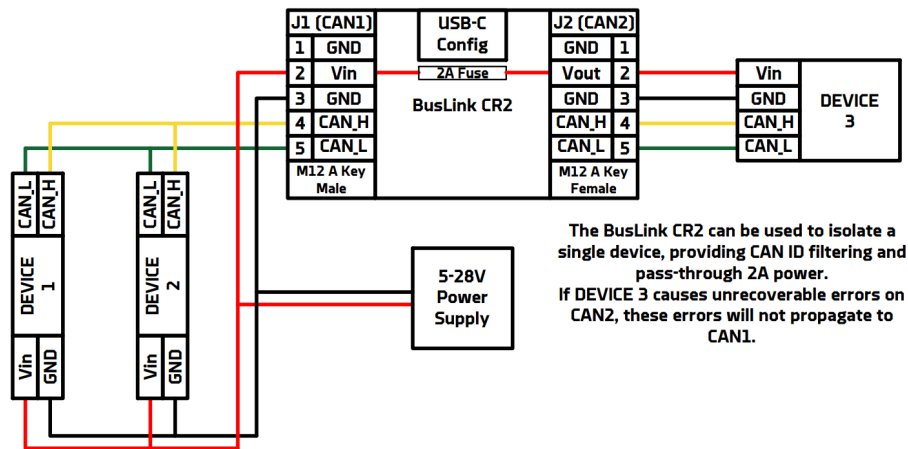 J1 (CAN1)
1 GND
2 Vin
3 GND
4 CAN_H
5 CAN_L
M12 A Key
Male
USB-C
Config
2A Fuse
BusLink CR2
J2 (CAN2)
GND 1
Vout 2
GND 3
CAN_H 4
CAN_L 5
M12 A Key
Female
Vin
GND
CAN_H
CAN_L
DEVICE
3
CAN_L
CAN_H
DEVICE
1
Vin
GND
CAN_L
CAN_H
DEVICE
2
Vin
GND
5-28V
Power
Supply
The BusLink CR2 can be used to isolate a
single device, providing CAN ID filtering and
pass-through 2A power.
If DEVICE 3 causes unrecoverable errors on
CAN2, these errors will not propagate to
CAN1.